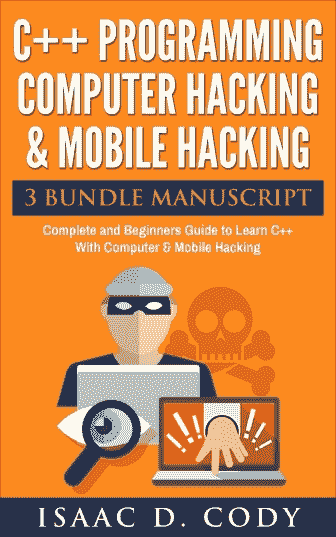 C++ PROGRAMMING
COMPUTER HACKING
& MOBILE HACKING
3 BUNDLE MANUSCRIPT
Complete and Beginners Guide to Learn C++
With Computer & Mobile Hacking
ISAAC D. CODY